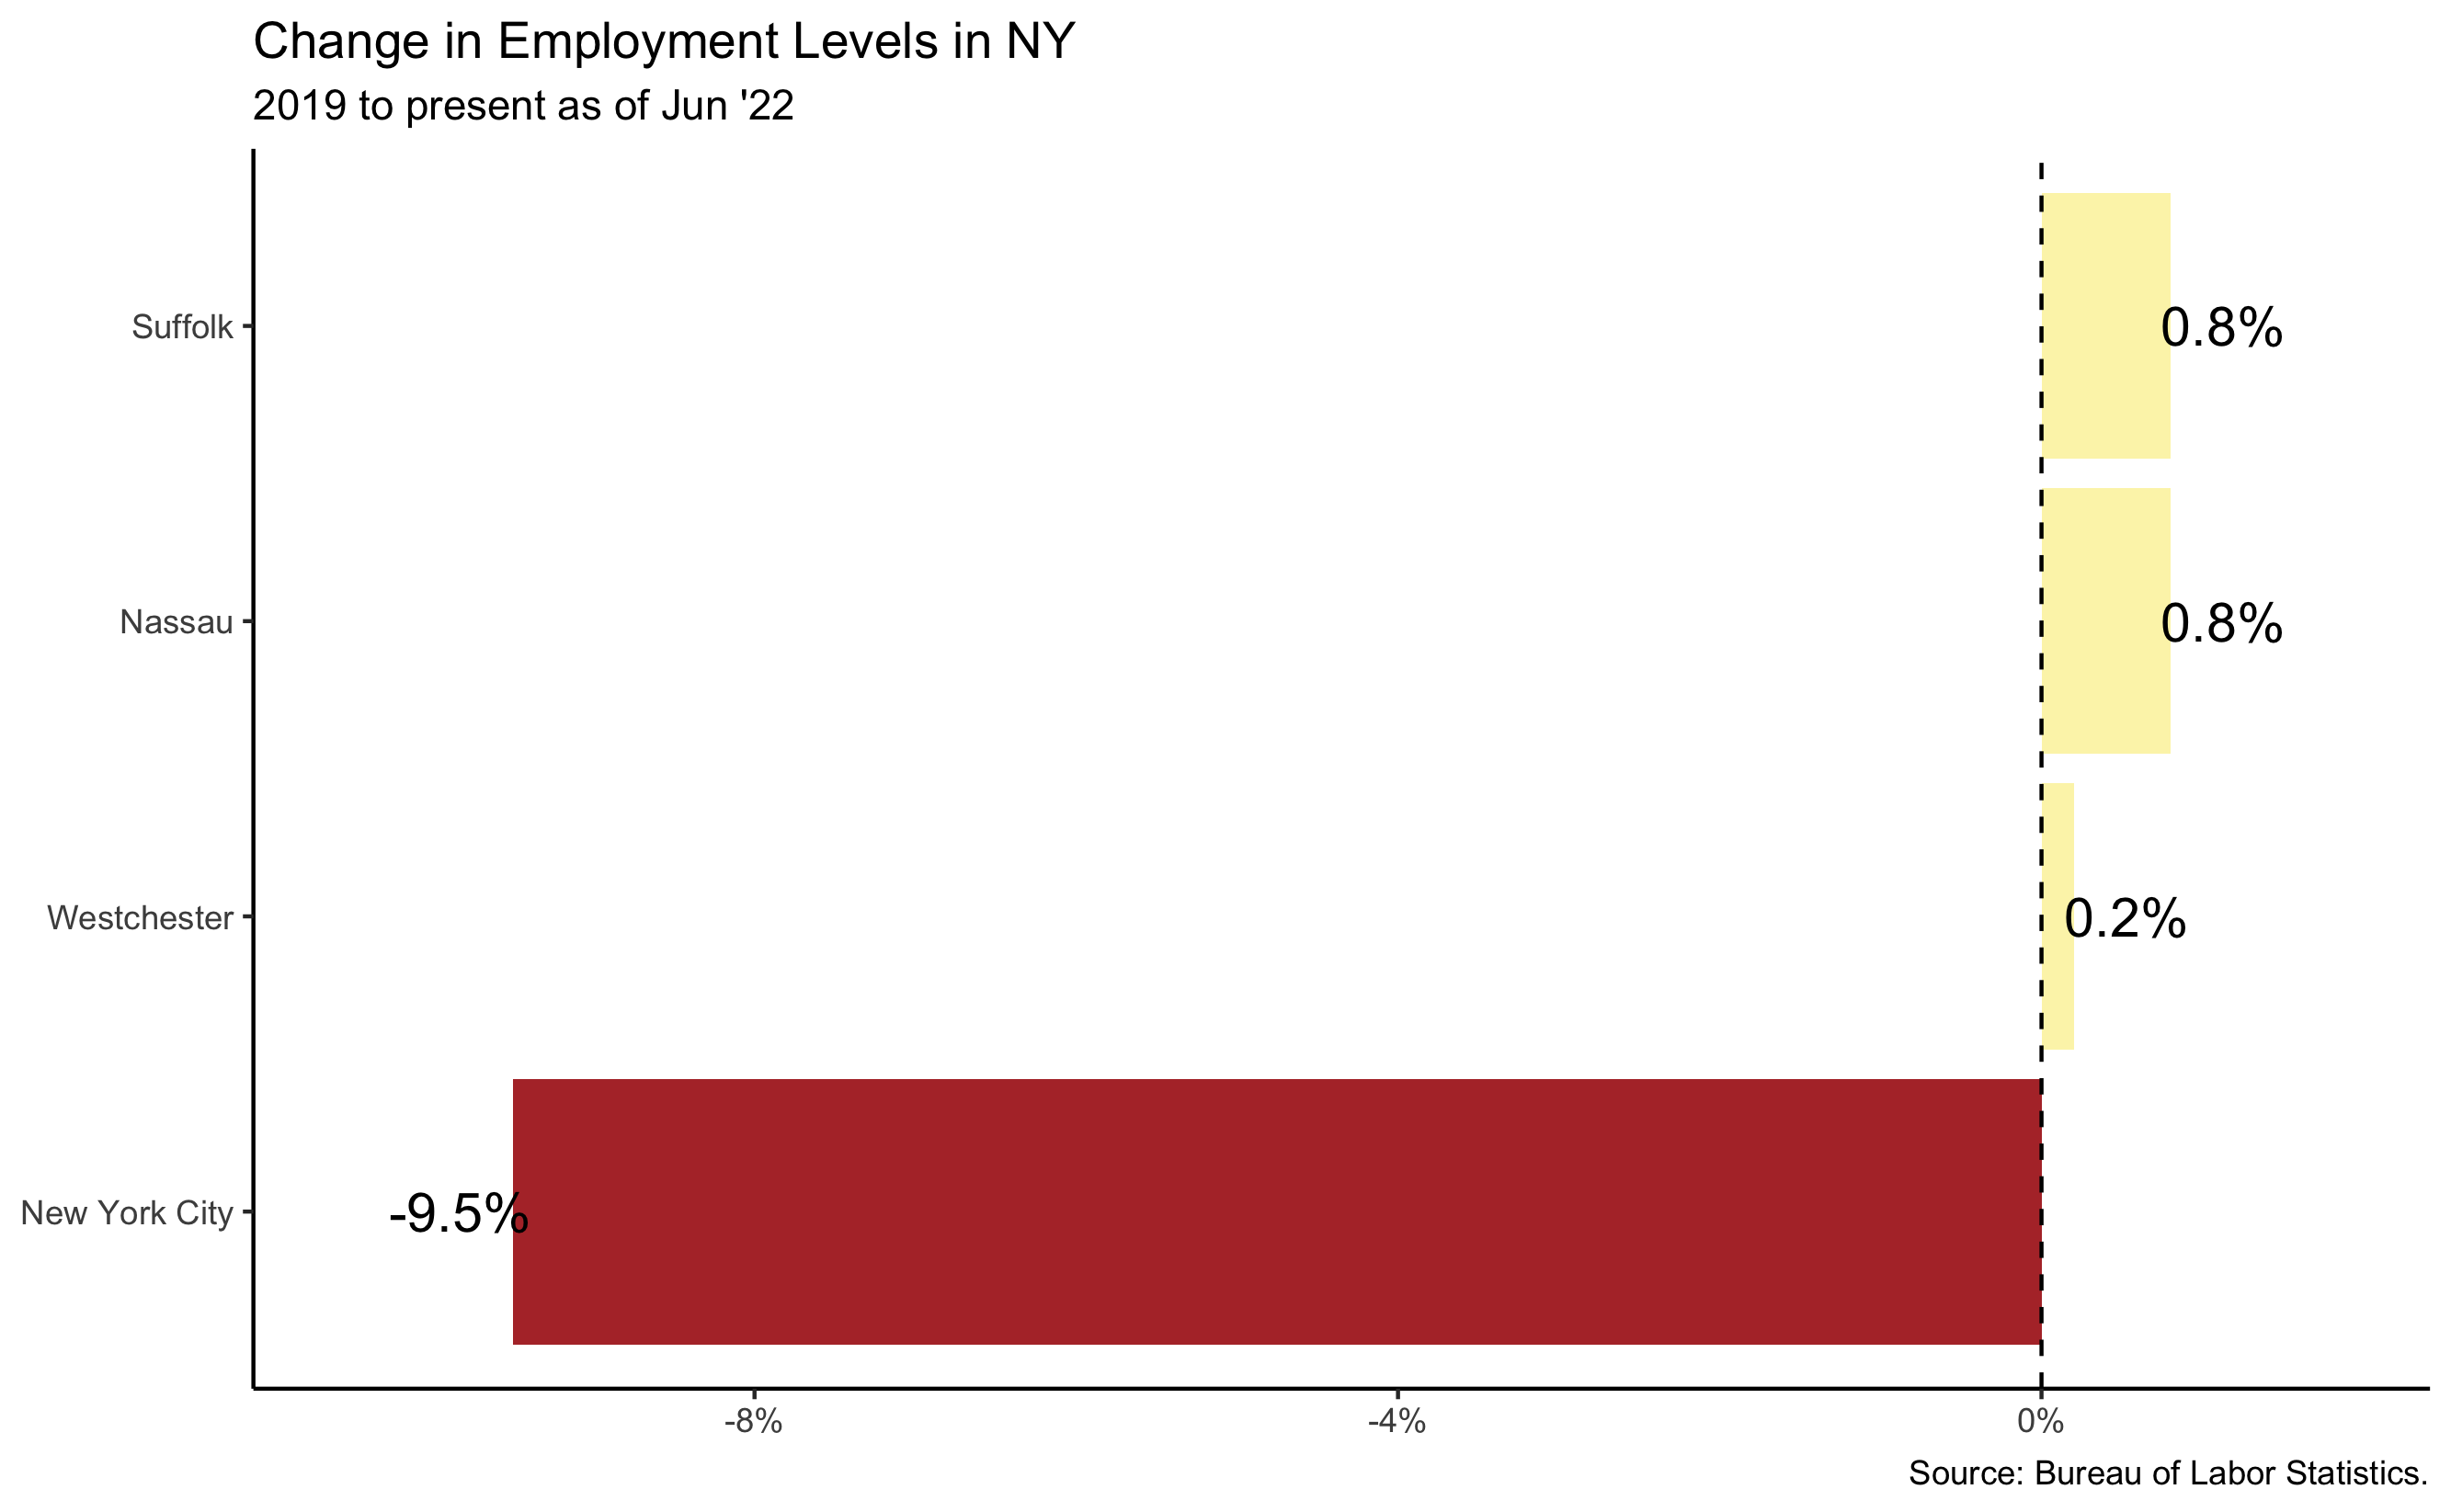 Change in Employment Levels in NY
2019 to present as of Jun '22
Suffolk
0.8%
Nassau
0.8%
Westchester
0.2%
New York City
-9.5%
-8%
-4%
0%
Source: Bureau of Labor Statistics.